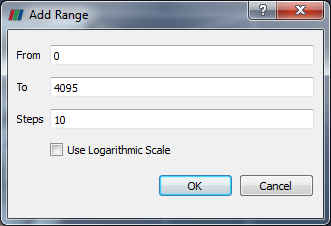 Add Range
From 0
To 4095
Steps 10
Use Logarithmic Scale
OK Cancel